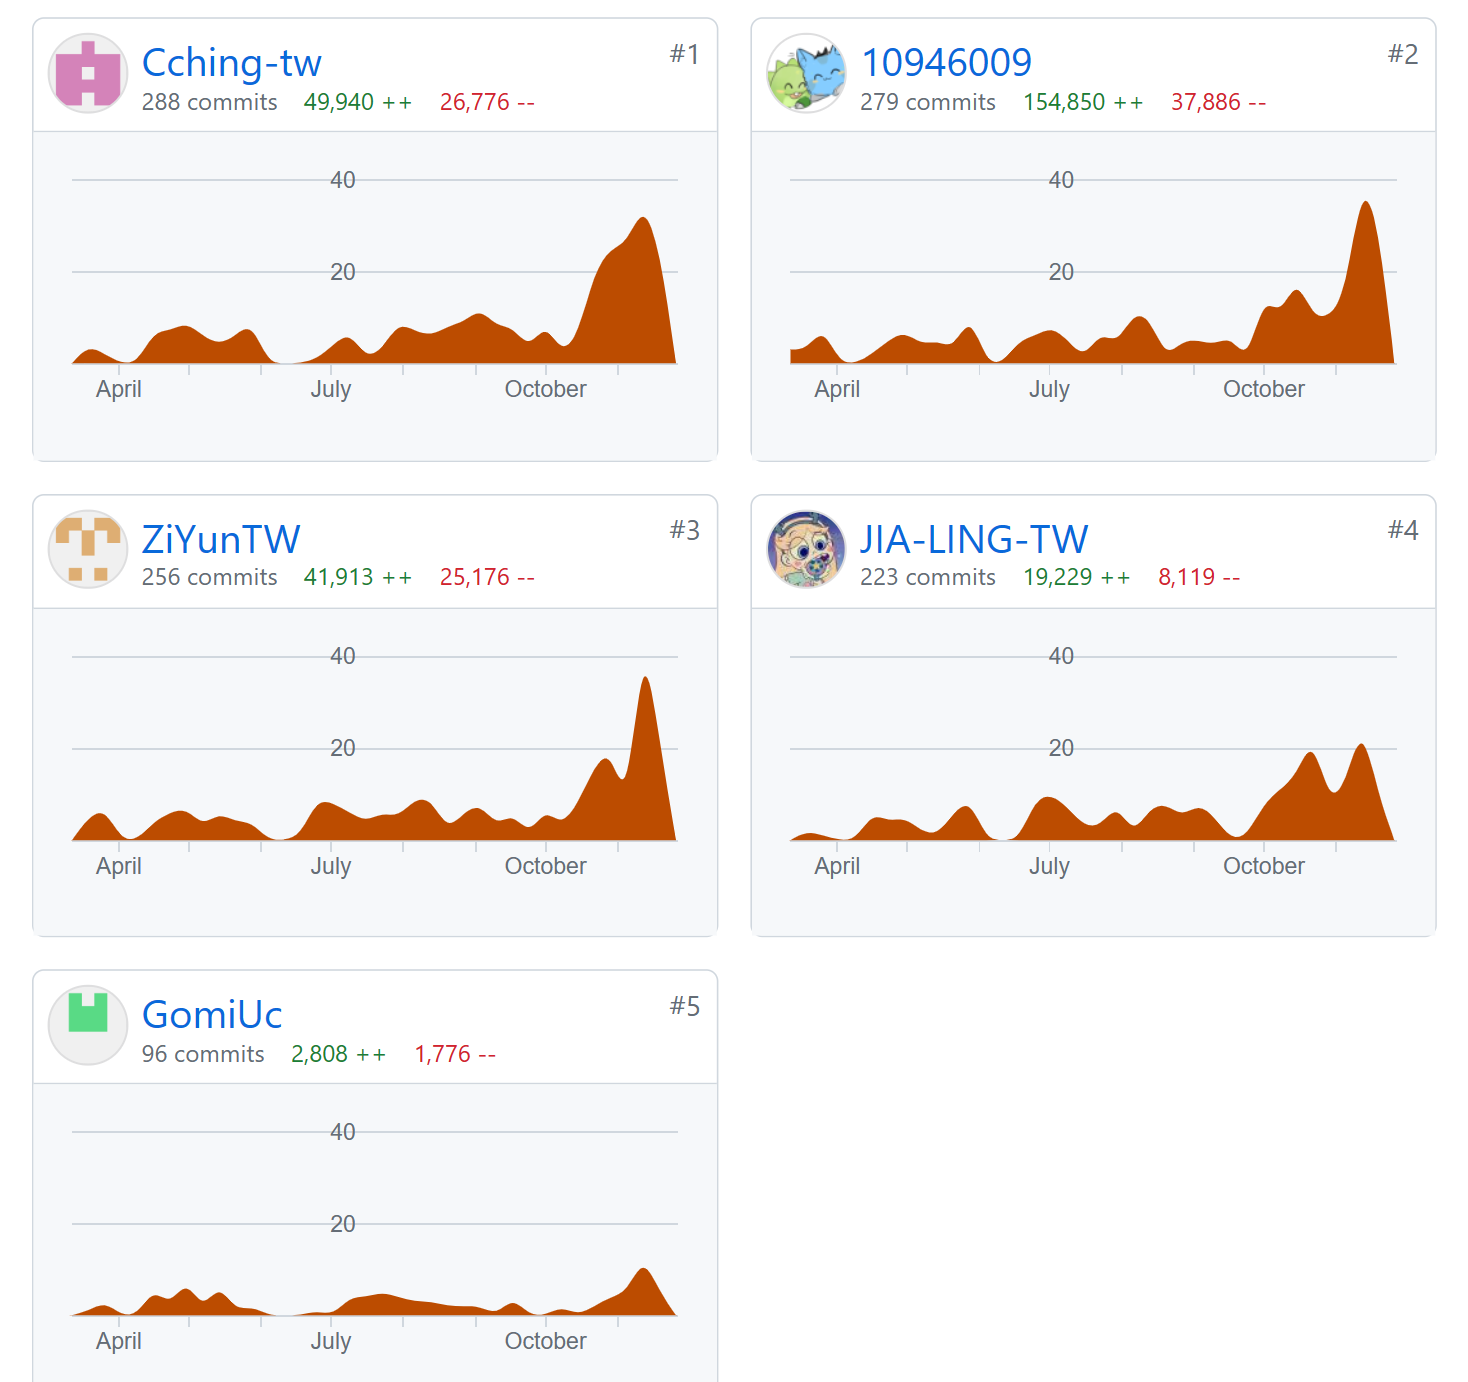 Cching-tw #1
288 commits 49,940 ++ 26,776 --
40
20
April July October
10946009 #2
279 commits 154,850 ++ 37,886 --
40
20
April July October
ZiYunTW #3
256 commits 41,913 ++ 25,176 --
40
20
April July October
JIA-LING-TW #4
223 commits 19,229 ++ 8,119 --
40
20
April July October
GomiUc #5
96 commits 2,808 ++ 1,776 --
40
20
April July October